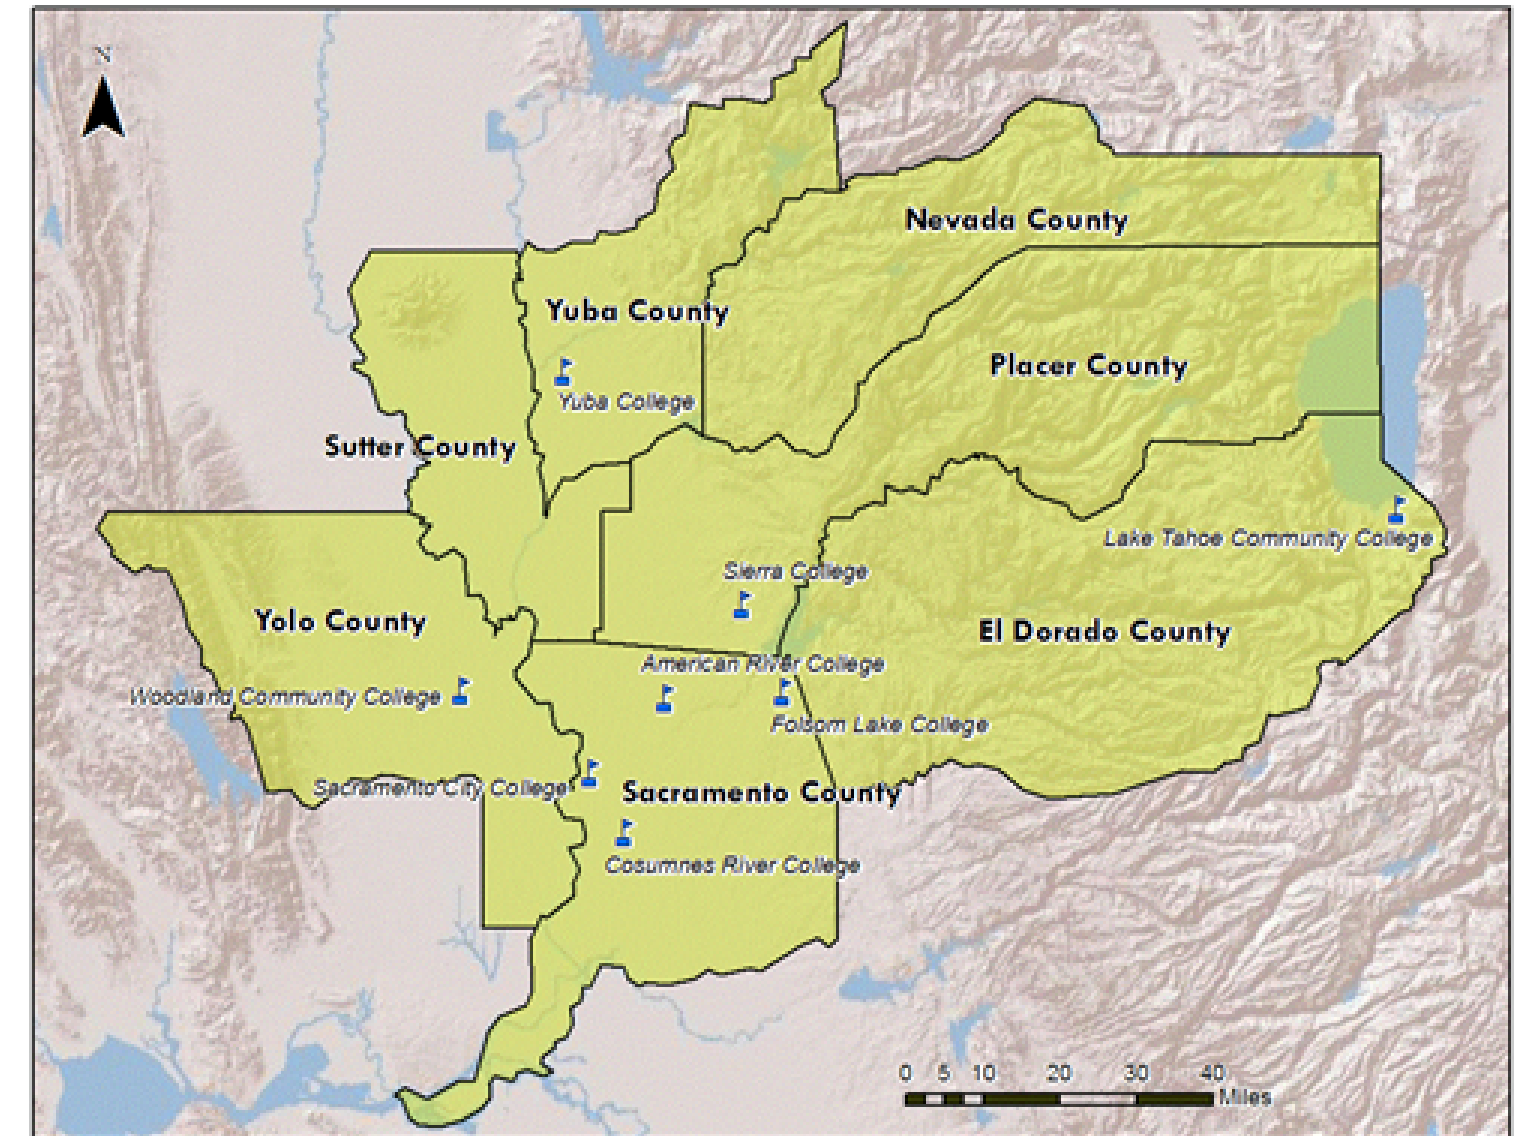 N
Nevada County
Yuba County
Placer County
Yuba College
Sutter County
Lake Tahoe Community College
Sierra College
Yolo County
El Dorado County
American River College
Woodland Community College
Folsom Lake College
Sacramento City College
Sacramento County
Cosumnes River College
0 5 10 20 30 40
Miles